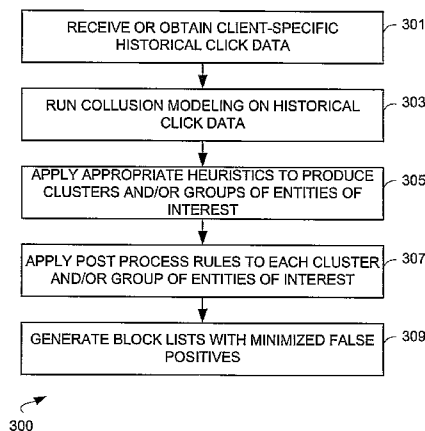 RECEIVE OR OBTAIN CLIENT-SPECIFIC
HISTORICAL CLICK DATA
301
RUN COLLUSION MODELING ON HISTORICAL
CLICK DATA
303
APPLY APPROPRIATE HEURISTICS TO PRODUCE
CLUSTERS AND/OR GROUPS OF ENTITIES OF
INTEREST
305
APPLY POST PROCESS RULES TO EACH CLUSTER
AND/OR GROUP OF ENTITIES OF INTEREST
307
GENERATE BLOCK LISTS WITH MINIMIZED FALSE
POSITIVES
309
300